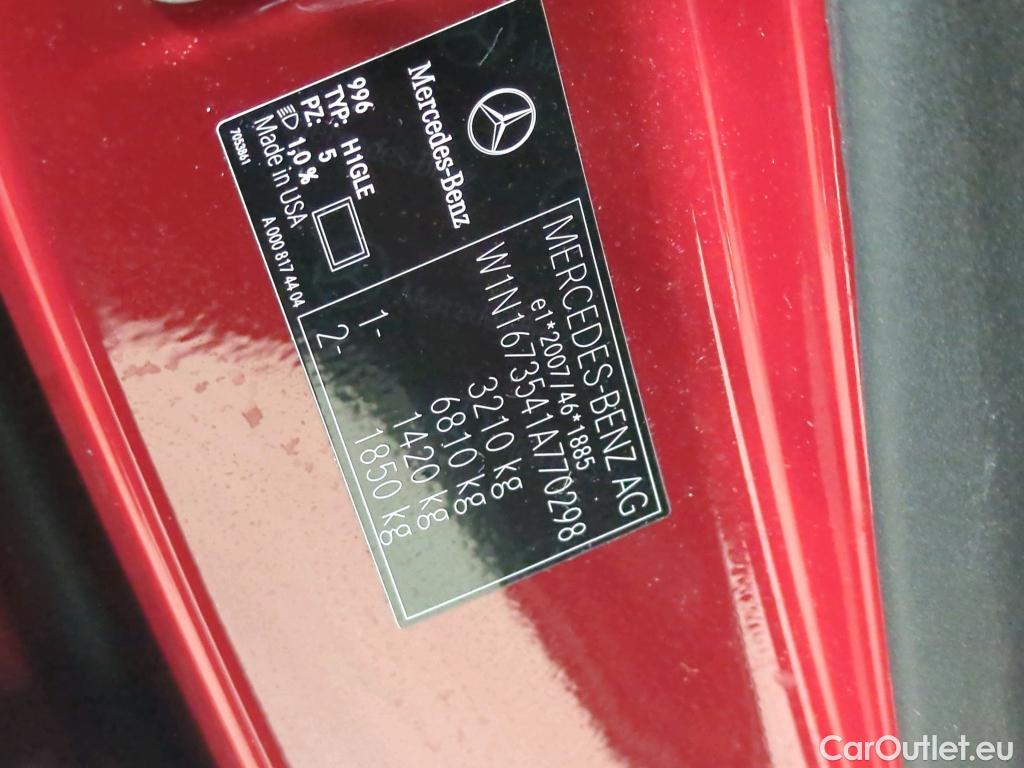 MERCEDES-BENZ AG
e1*2007/46*1885
W1N1673541A770298
3210 kg
6810 kg
1- 1420 kg
2- 1850 kg
Mercedes-Benz
996
TYP: H1GLE
PZ: 5
1,0 %
Made in USA
7053861
A 000 817 44 04
CarOutlet.eu